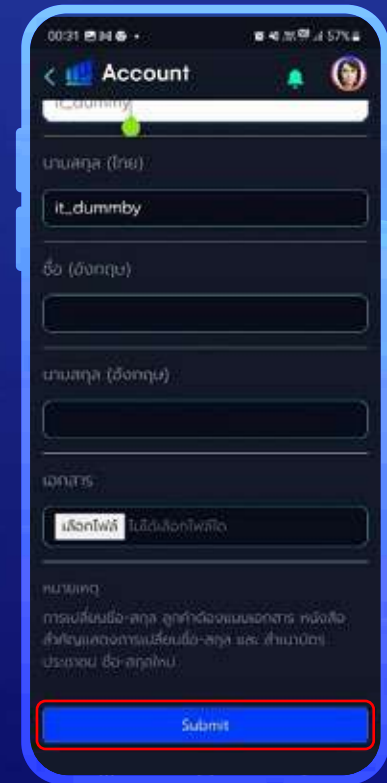 00:31
57%
Account
it_dummy
นามสกุล (ไทย)
it_dummby
ชื่อ (อังกฤษ)
นามสกุล (อังกฤษ)
เอกสาร
เลือกไฟล์ ไม่ได้เลือกไฟล์ใด
หมายเหตุ
การเปลี่ยนชื่อ-สกุล ลูกค้าต้องแนบเอกสาร หนังสือ
สำคัญแสดงการเปลี่ยนชื่อ-สกุล และ สำเนาบัตร
ประชาชน ชื่อ-สกุลใหม่
Submit